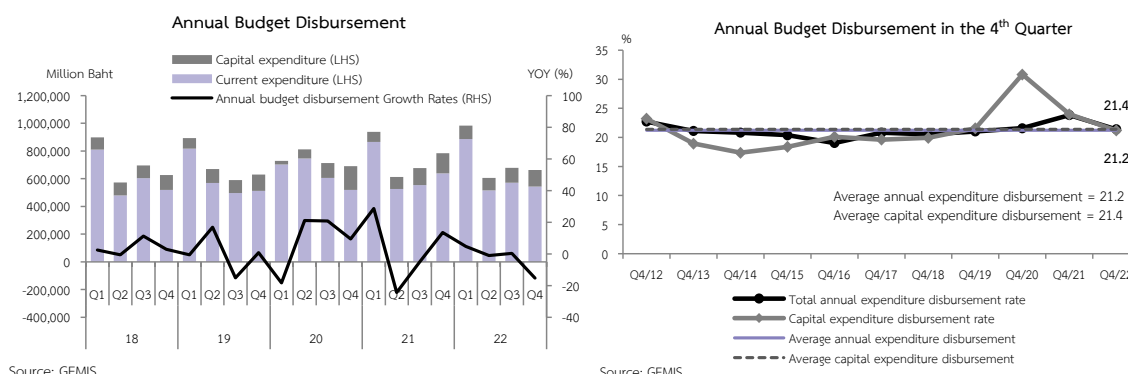 Annual Budget Disbursement
Capital expenditure (LHS)
Million Baht
Current expenditure (LHS)
YOY (%)
Annual budget disbursement Growth Rates (RHS)
1,200,000
1,000,000
800,000
600,000
400,000
200,000
0
-200,000
-400,000
100
80
60
40
20
0
-20
-40
Q1 Q2 Q3 Q4 Q1 Q2 Q3 Q4 Q1 Q2 Q3 Q4 Q1 Q2 Q3 Q4 Q1 Q2 Q3 Q4
18 19 20 21 22
Source: GFMIS
Annual Budget Disbursement in the 4th Quarter
%
35
30
25
20
15
10
5
0
21.4
21.2
Average annual expenditure disbursement = 21.2
Average capital expenditure disbursement = 21.4
Q4/12 Q4/13 Q4/14 Q4/15 Q4/16 Q4/17 Q4/18 Q4/19 Q4/20 Q4/21 Q4/22
Total annual expenditure disbursement rate
Capital expenditure disbursement rate
Average annual expenditure disbursement
Average capital expenditure disbursement
Source: GFMIS